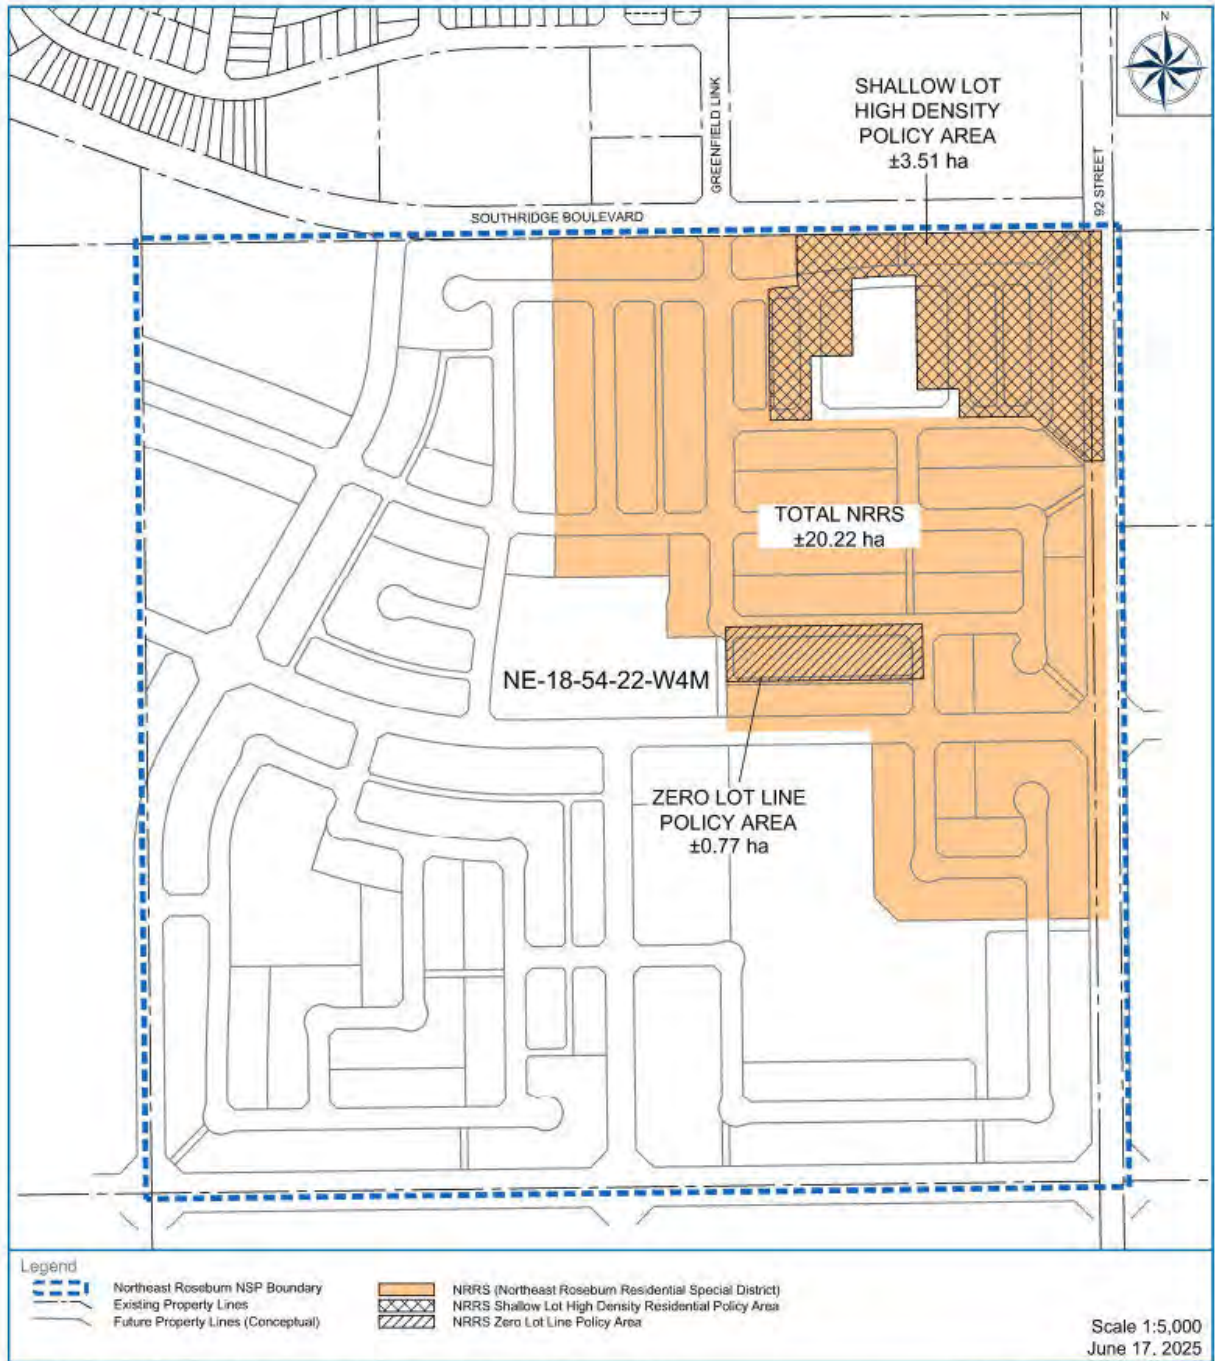 N
SHALLOW LOT
HIGH DENSITY
POLICY AREA
±3.51 ha
GREENFIELD LINK
92 STREET
SOUTHRIDGE BOULEVARD
TOTAL NRRS
±20.22 ha
NE-18-54-22-W4M
ZERO LOT LINE
POLICY AREA
±0.77 ha
Legend
Northeast Roseburn NSP Boundary
Existing Property Lines
Future Property Lines (Conceptual)
NRRS (Northeast Roseburn Residential Special District)
NRRS Shallow Lot High Density Residential Policy Area
NRRS Zero Lot Line Policy Area
Scale 1:5,000
June 17, 2025